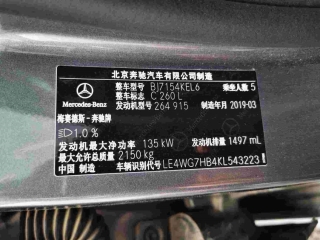 北京奔驰汽车有限公司制造
整车型号 BJ7154KEL6 乘坐人数 5
整车标志 C 260 L
发动机型号 264 915 制造年月 2019-03
Mercedes-Benz
梅赛德斯-奔驰牌
1.0 %
发动机最大净功率 135 kW 发动机排量 1497 mL
最大允许总质量 2150 kg
中国 制造 车辆识别代号 LE4WG7HB4KL543223